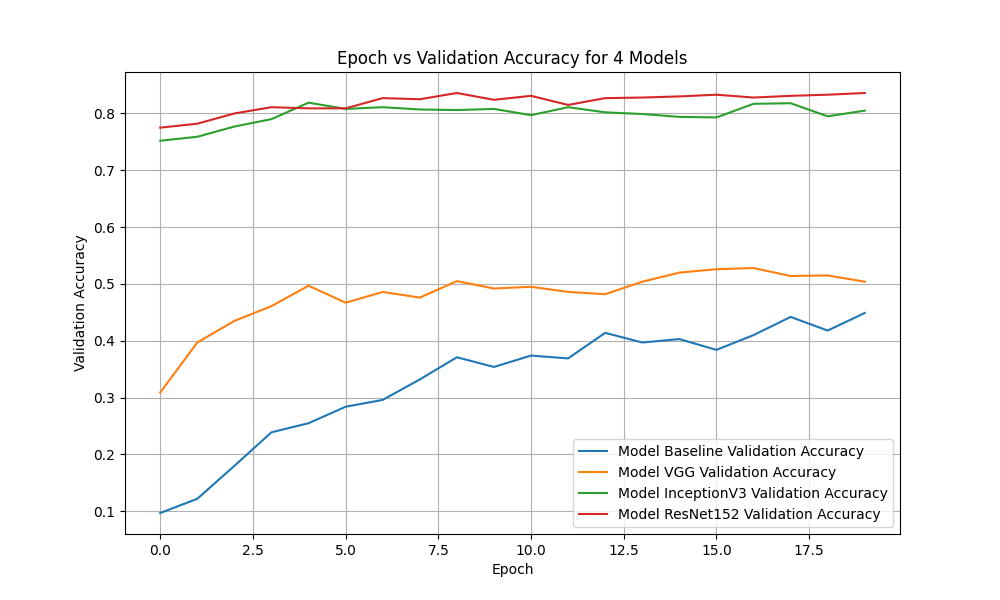 Epoch vs Validation Accuracy for 4 Models
Validation Accuracy
0.8
0.7
0.6
0.5
0.4
0.3
0.2
0.1
Model Baseline Validation Accuracy
Model VGG Validation Accuracy
Model InceptionV3 Validation Accuracy
Model ResNet152 Validation Accuracy
0.0 2.5 5.0 7.5 10.0 12.5 15.0 17.5
Epoch